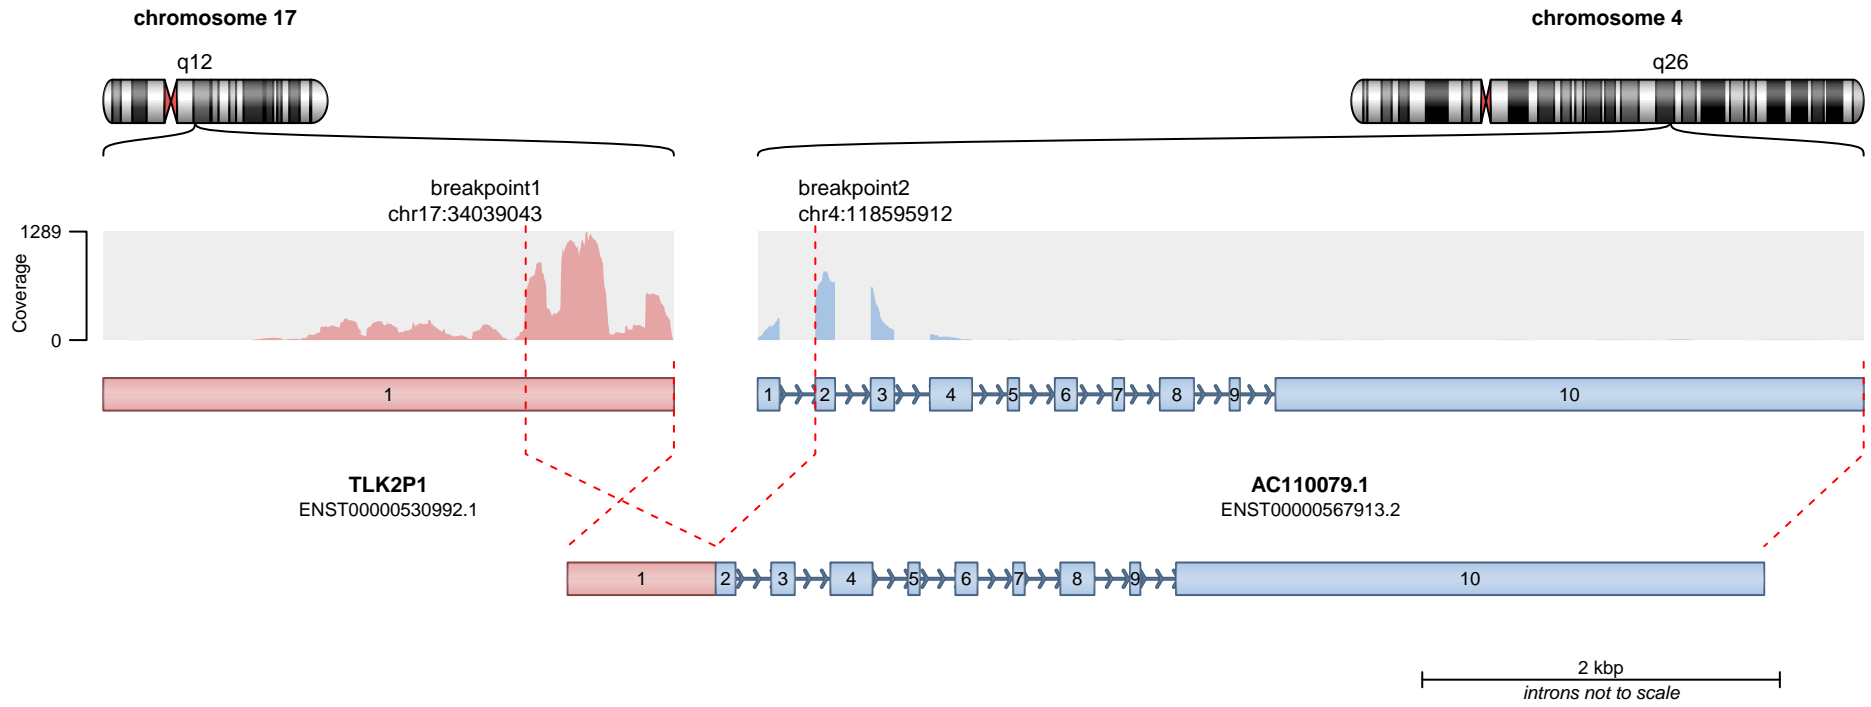 chromosome 17
chromosome 4
q12
q26
breakpoint1
chr17:34039043
breakpoint2
chr4:118595912
1289
Coverage
0
1
1 2 3 4 5 6 7 8 9 10
TLK2P1
ENST00000530992.1
AC110079.1
ENST00000567913.2
1 2 3 4 5 6 7 8 9 10
2 kbp
introns not to scale